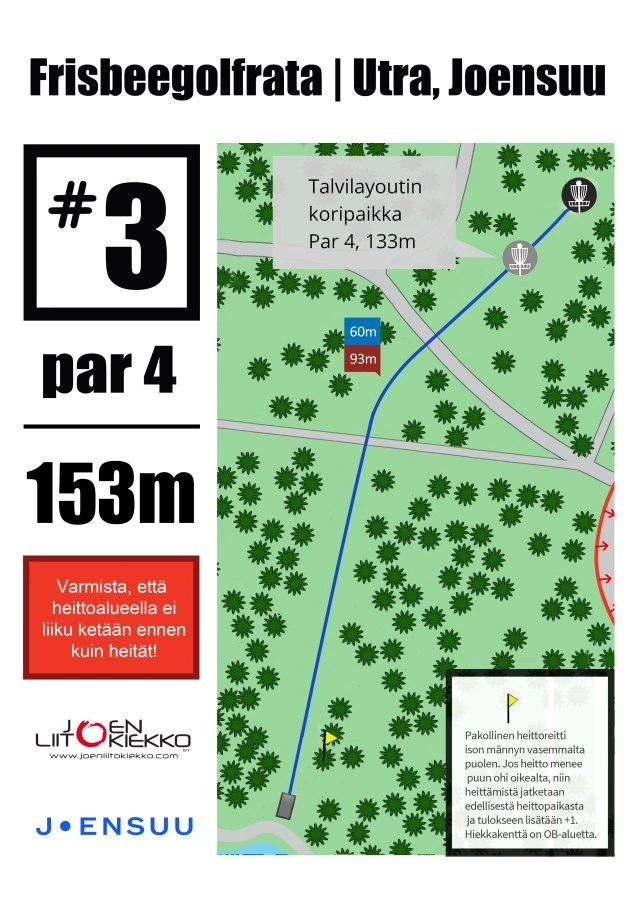 Frisbeegolfrata | Utra, Joensuu
#3
par 4
153m
Varmista, että
heittoalueella ei
liiku ketään ennen
kuin heität!
JOEN
LIITOKIEKKO
RY
www.joenliitokiekko.com
JOENSUU
Talvilayoutin
koripaikka
Par 4, 133m
60m
93m
Pakollinen heittoreitti
ison männyn vasemmalta
puolen. Jos heitto menee
puun ohi oikealta, niin
heittämistä jatketaan
edellisestä heittopaikasta
ja tulokseen lisätään +1.
Hiekkakenttä on OB-aluetta.